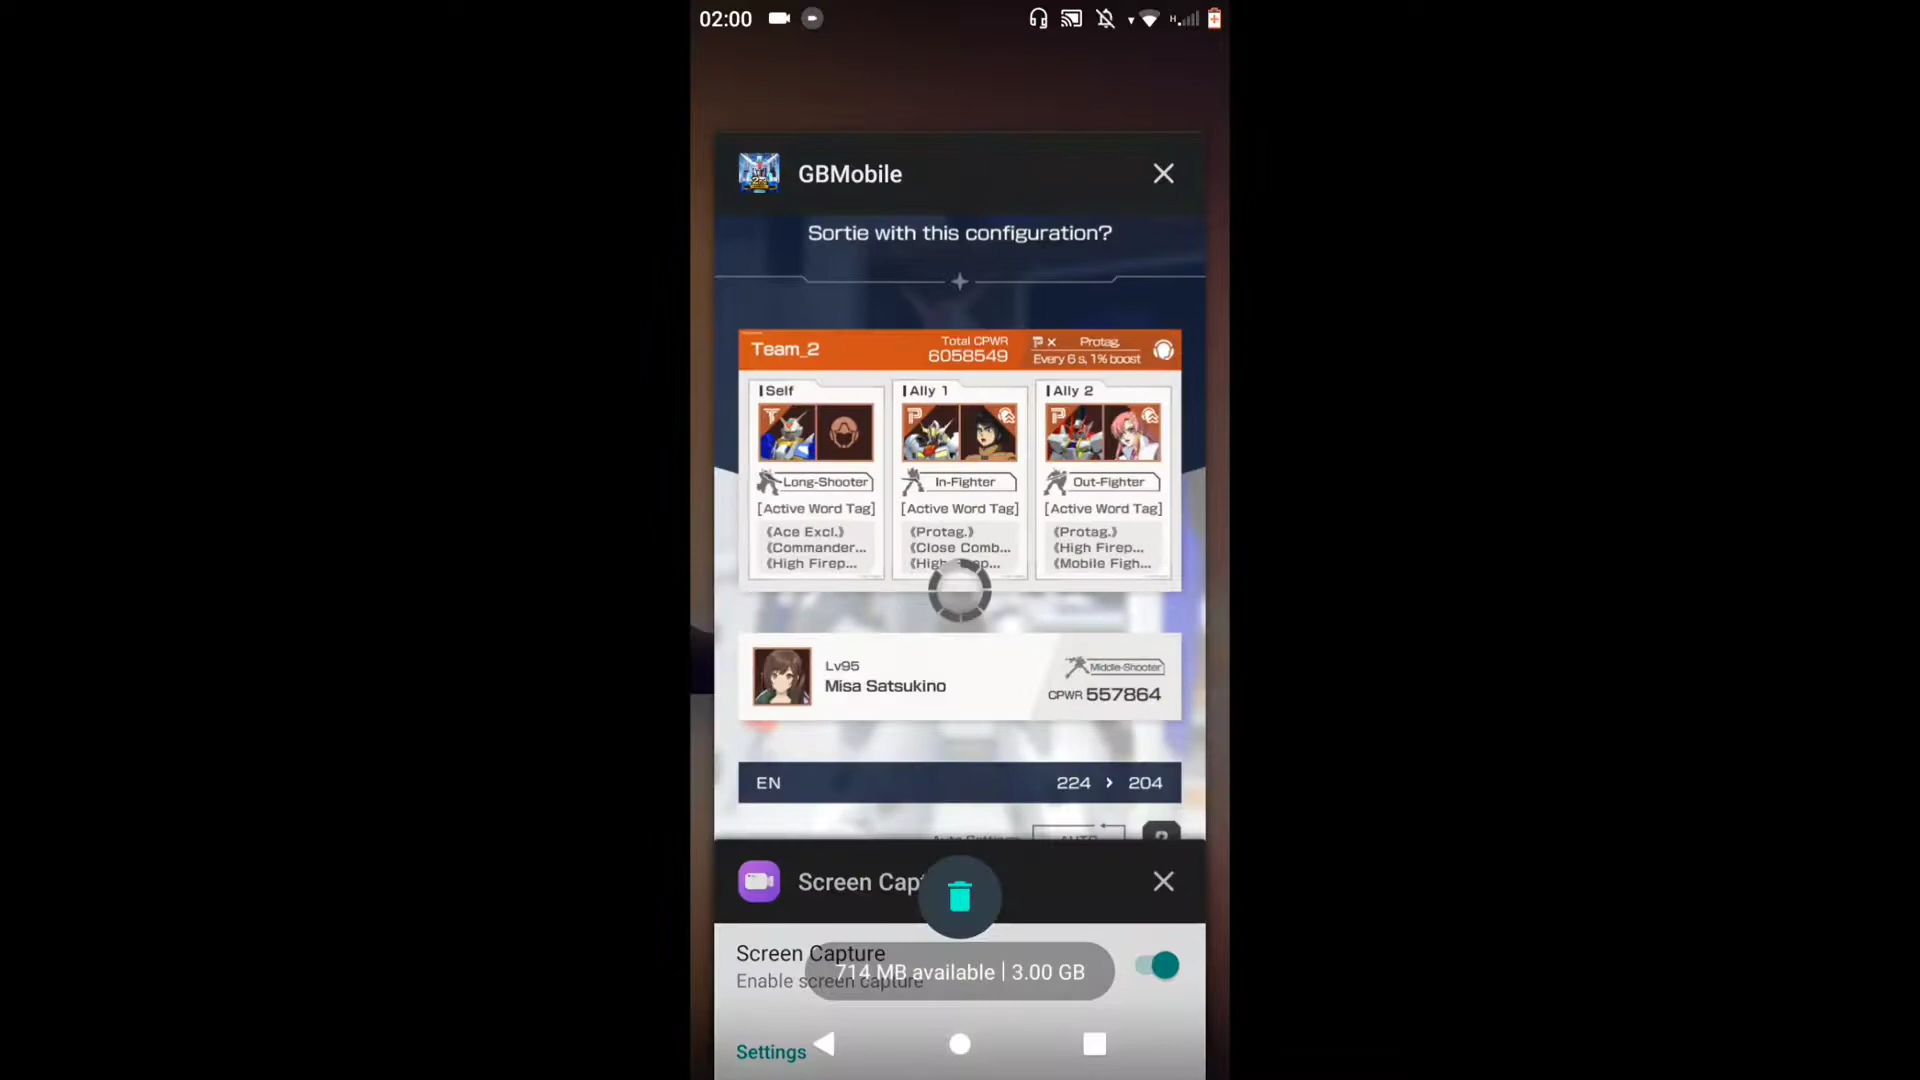 02:00
GBMobile
Sortie with this configuration?
Team_2
Total CPWR
6058549
P × Protag.
Every 6 s, 1% boost
Self
Ally 1
Ally 2
T
P
P
Long-Shooter
In-Fighter
Out-Fighter
[Active Word Tag]
[Active Word Tag]
[Active Word Tag]
《Ace Excl.》
《Protag.》
《Protag.》
《Commander...
《Close Comb...
《High Firep...
《High Firep...
《Mobile Figh...
Lv95
Misa Satsukino
Middle-Shooter
CPWR 557864
EN
224 › 204
Screen Cap
Screen Capture
Enable screen capture
714 MB available | 3.00 GB
Settings